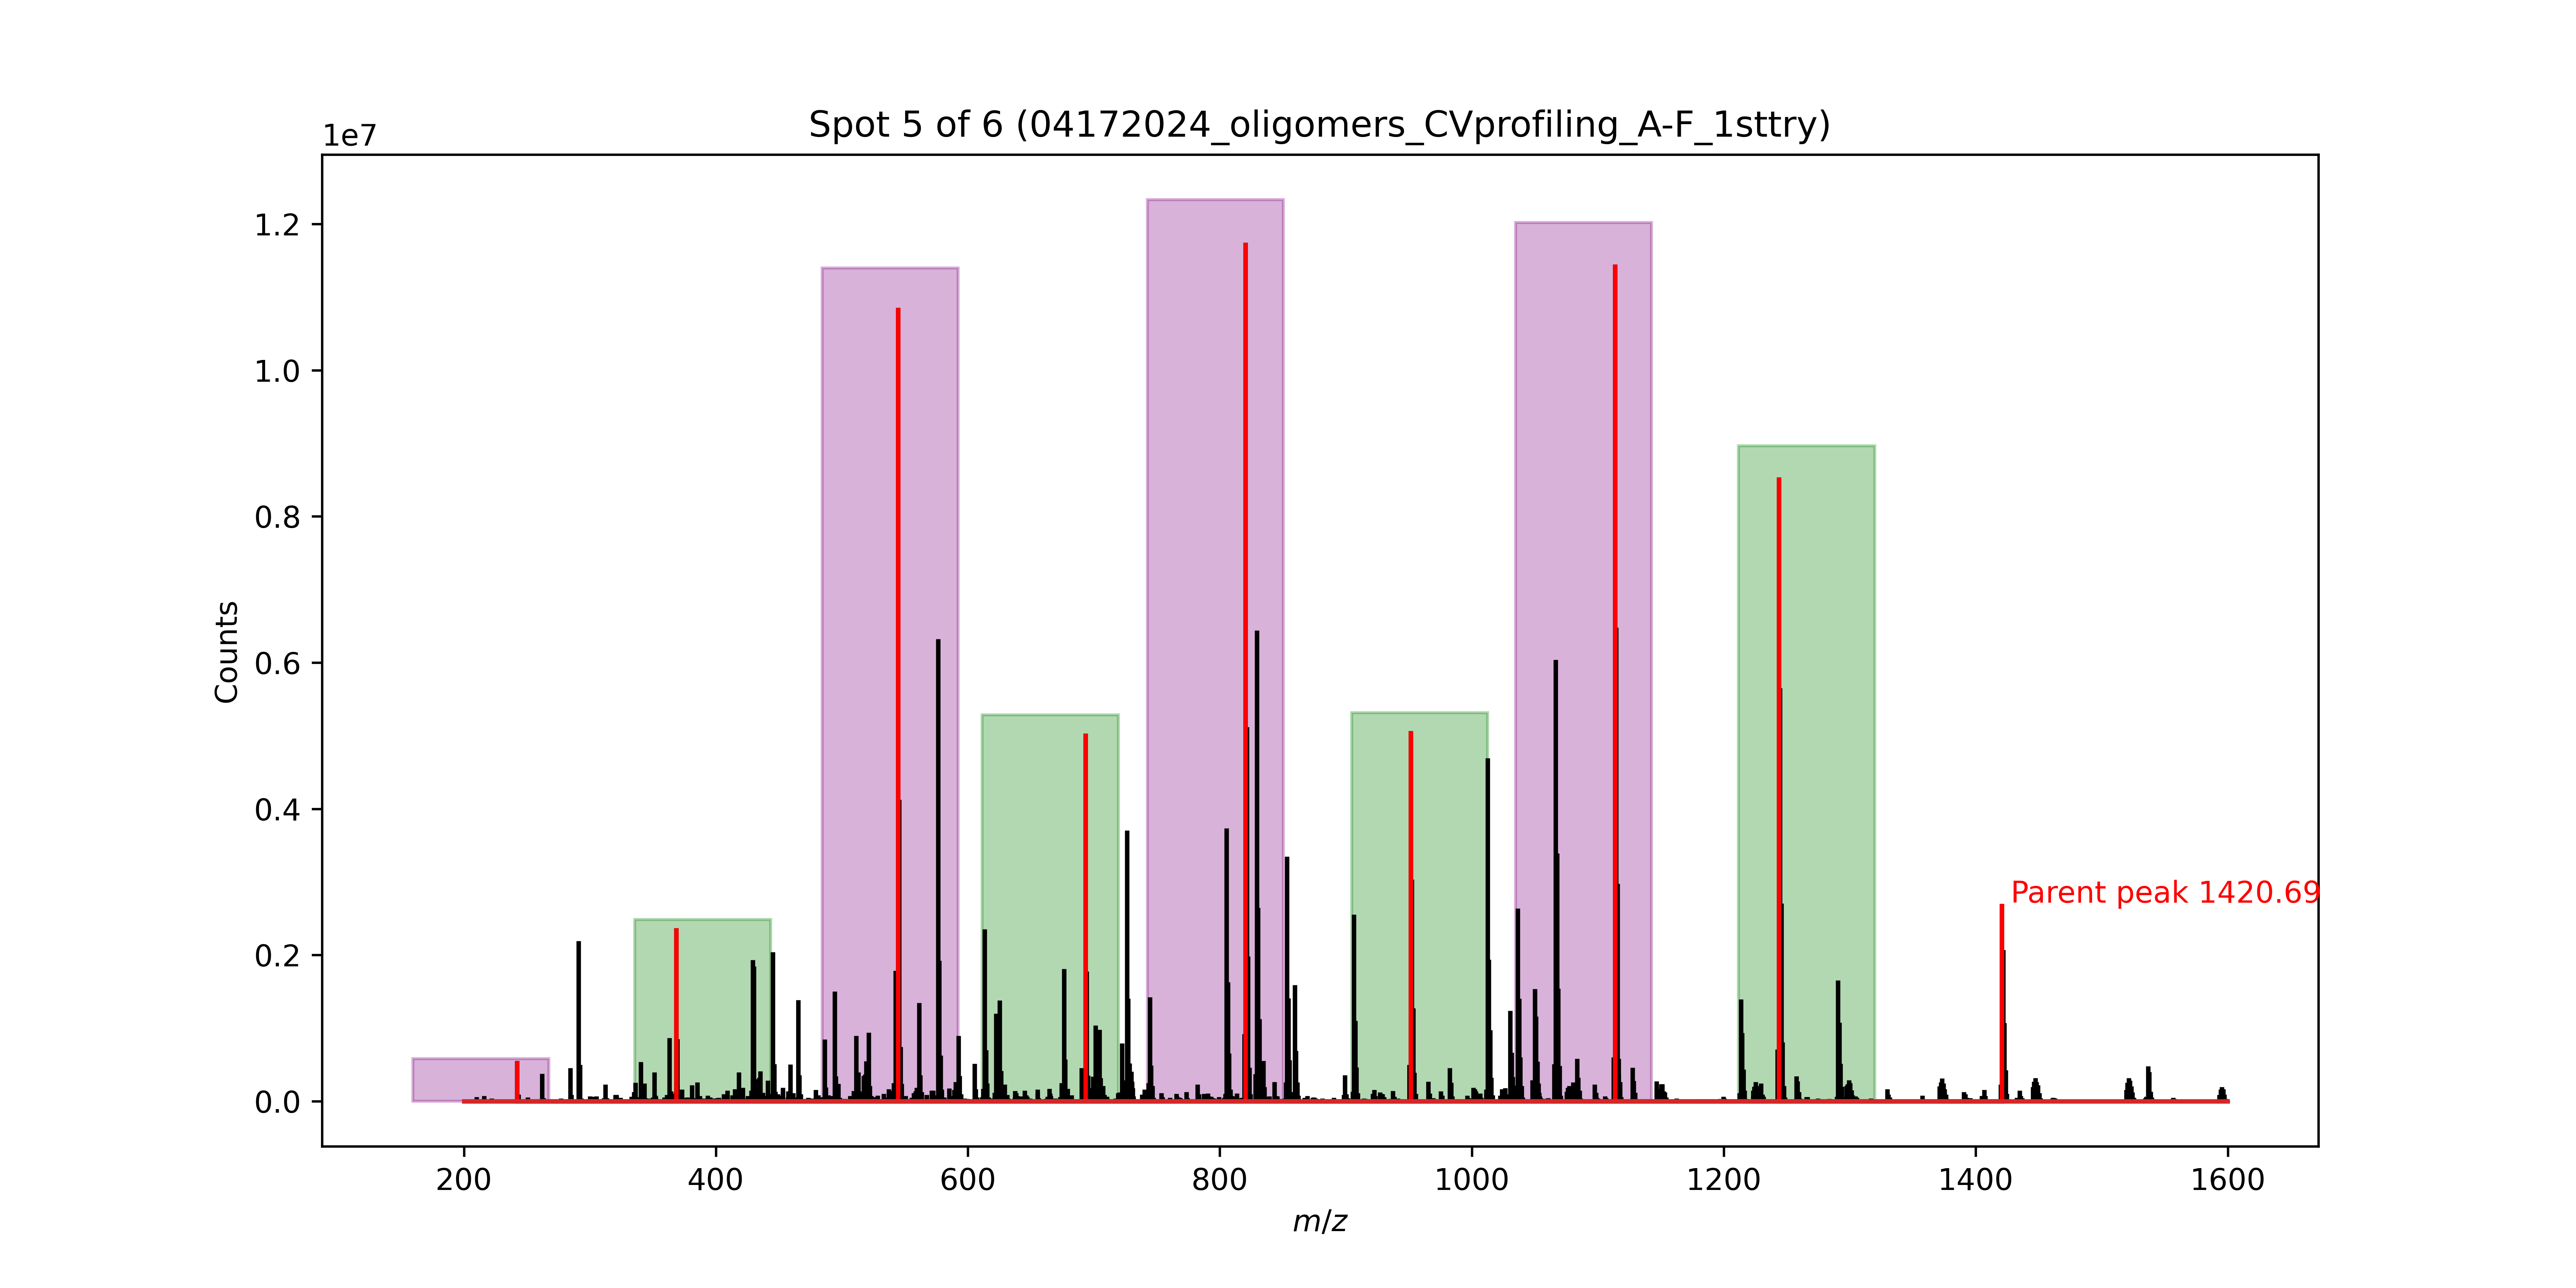 Spot 5 of 6 (04172024_oligomers_CVprofiling_A-F_1sttry)
1e7
1.2
1.0
0.8
0.6
0.4
0.2
0.0
Counts
Parent peak 1420.69
200 400 600 800 1000 1200 1400 1600
m/z